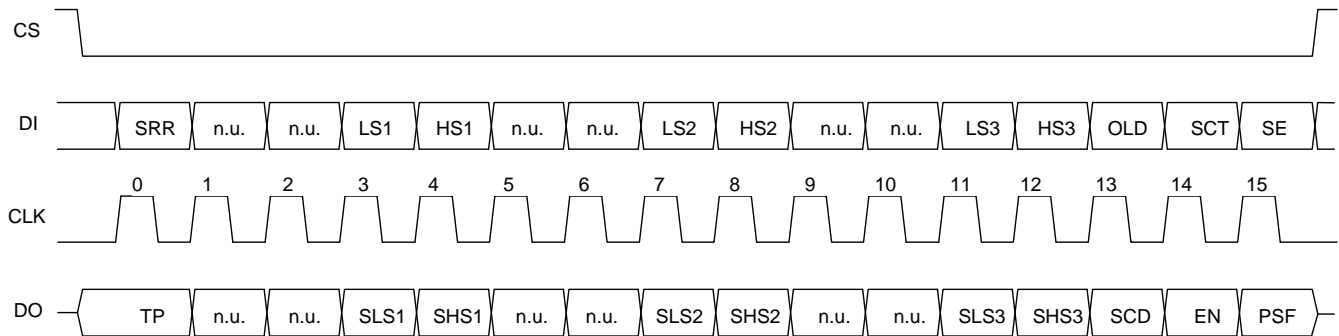 CS
DI SRR n.u. n.u. LS1 HS1 n.u. n.u. LS2 HS2 n.u. n.u. LS3 HS3 OLD SCT SE
0 1 2 3 4 5 6 7 8 9 10 11 12 13 14 15
CLK
DO TP n.u. n.u. SLS1 SHS1 n.u. n.u. SLS2 SHS2 n.u. n.u. SLS3 SHS3 SCD EN PSF